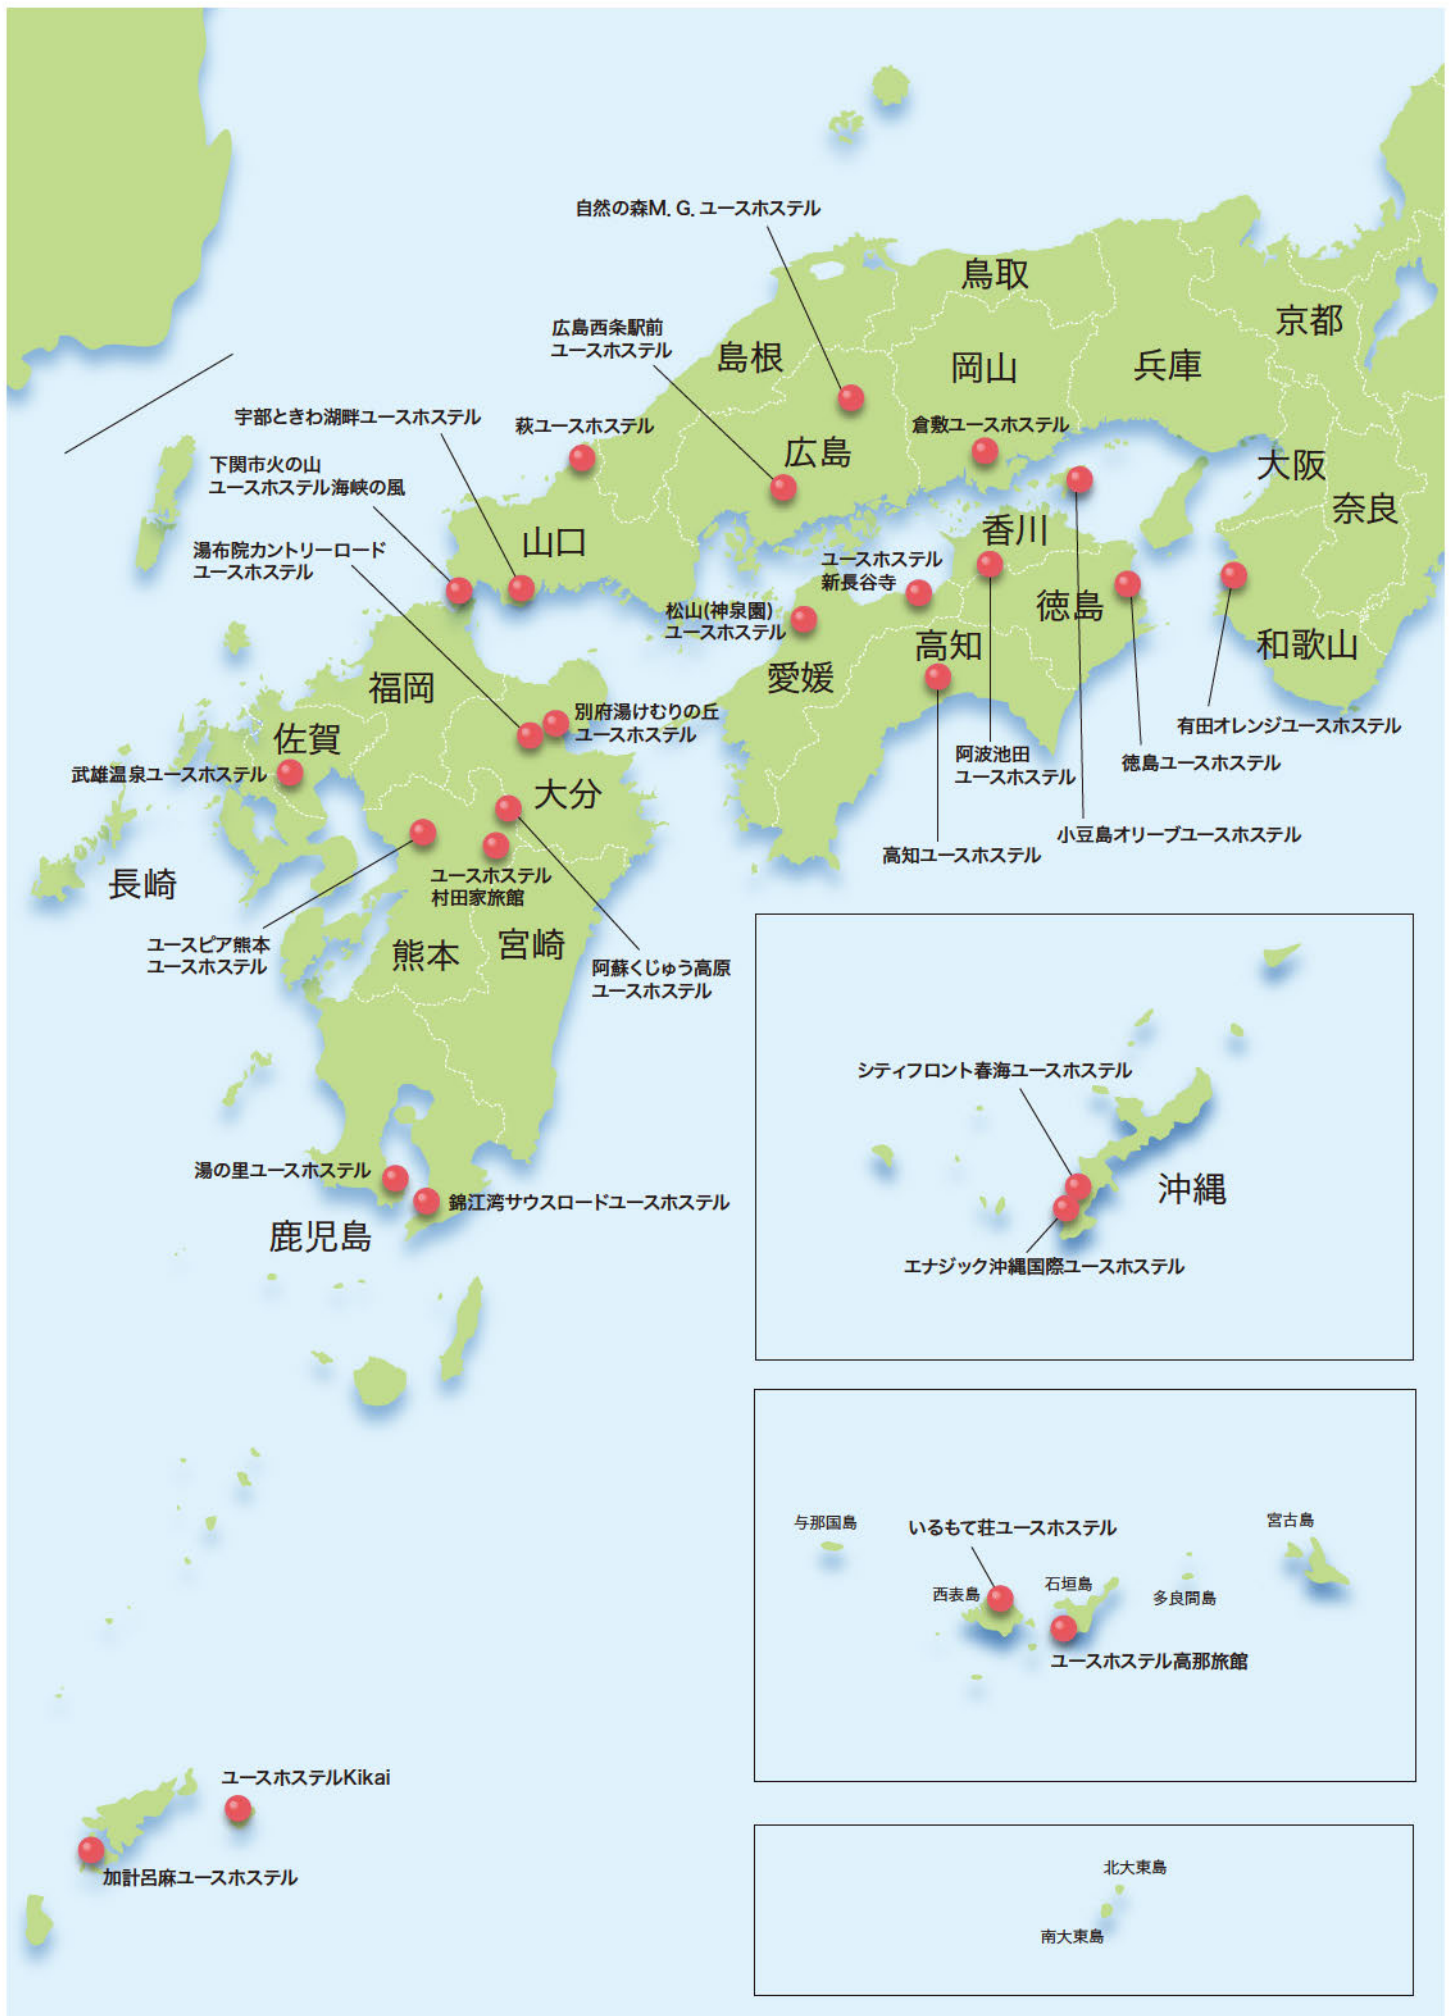 自然の森M．G．ユースホステル
鳥取
京都
広島西条駅前
ユースホステル
島根
岡山
兵庫
宇部ときわ湖畔ユースホステル
萩ユースホステル
倉敷ユースホステル
広島
大阪
下関市火の山
ユースホステル海峡の風
奈良
山口
香川
湯布院カントリーロード
ユースホステル
ユースホステル
新長谷寺
松山(神泉園)
ユースホステル
徳島
高知
和歌山
愛媛
福岡
別府湯けむりの丘
ユースホステル
佐賀
有田オレンジユースホステル
武雄温泉ユースホステル
阿波池田
ユースホステル
徳島ユースホステル
大分
小豆島オリーブユースホステル
高知ユースホステル
長崎
ユースホステル
村田家旅館
ユースピア熊本
ユースホステル
熊本
宮崎
阿蘇くじゅう高原
ユースホステル
シティフロント春海ユースホステル
湯の里ユースホステル
錦江湾サウスロードユースホステル
沖縄
鹿児島
エナジック沖縄国際ユースホステル
与那国島
いるもて荘ユースホステル
宮古島
西表島
石垣島
多良間島
ユースホステル高那旅館
ユースホステルKikai
加計呂麻ユースホステル
北大東島
南大東島